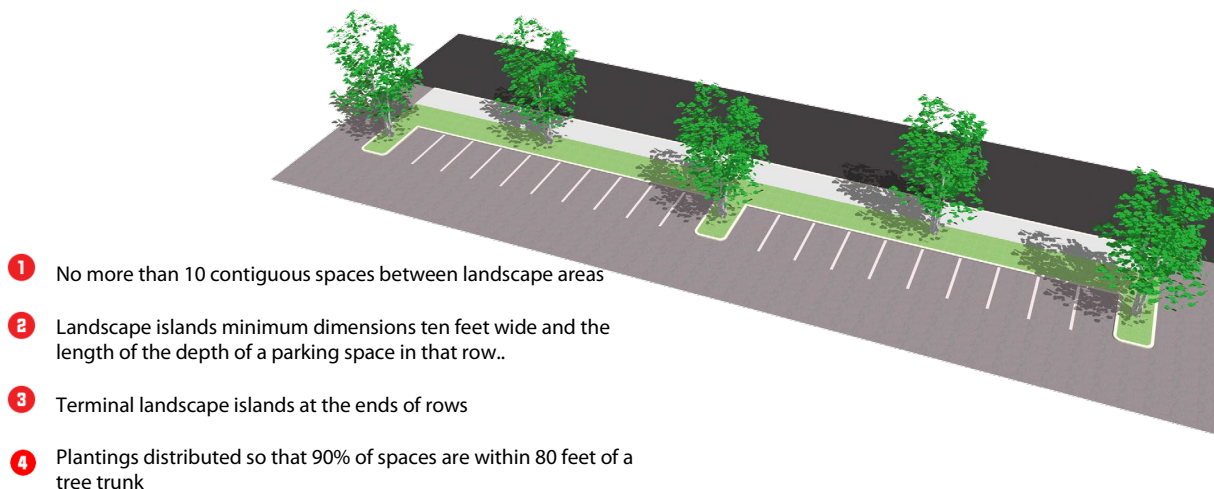 1 No more than 10 contiguous spaces between landscape areas
2 Landscape islands minimum dimensions ten feet wide and the
length of the depth of a parking space in that row..
3 Terminal landscape islands at the ends of rows
4 Plantings distributed so that 90% of spaces are within 80 feet of a
tree trunk